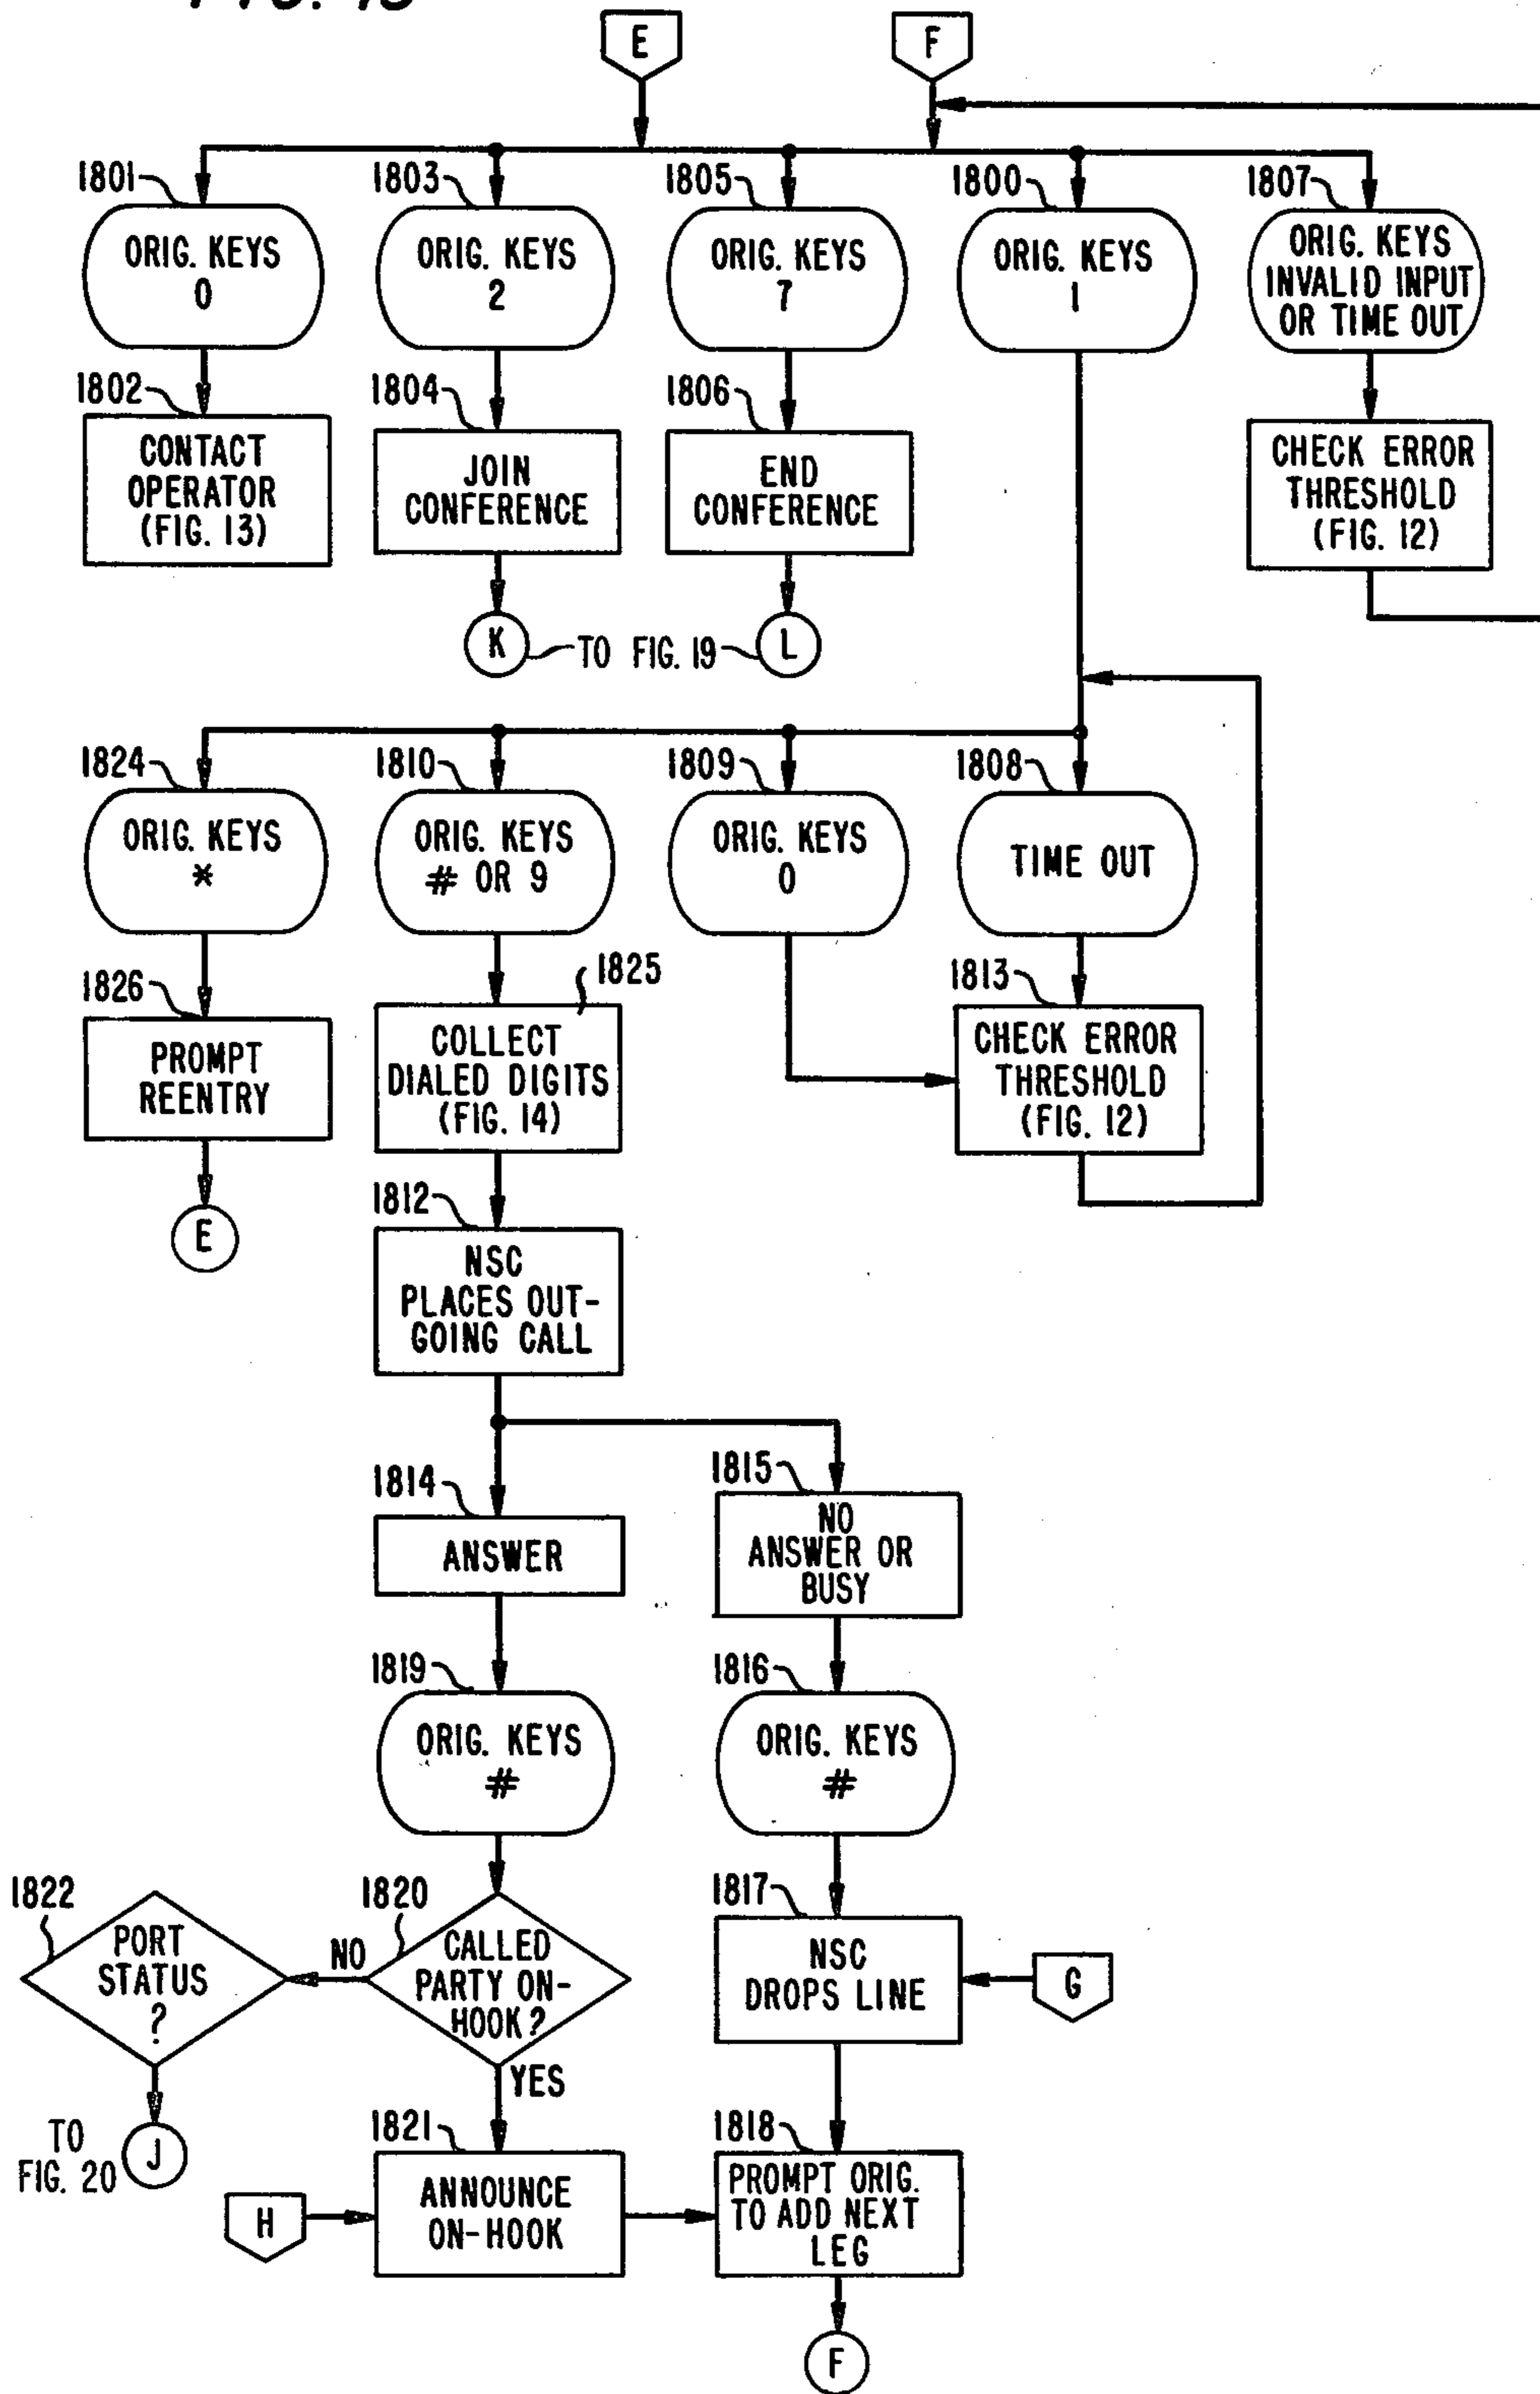 E
F
1801
1803
1805
1800
1807
ORIG. KEYS
0
ORIG. KEYS
2
ORIG. KEYS
7
ORIG. KEYS
1
ORIG. KEYS
INVALID INPUT
OR TIME OUT
1802
1804
1806
CONTACT
OPERATOR
(FIG. 13)
JOIN
CONFERENCE
END
CONFERENCE
CHECK ERROR
THRESHOLD
(FIG. 12)
K
TO FIG. 19
L
1824
1810
1809
1808
ORIG. KEYS
*
ORIG. KEYS
# OR 9
ORIG. KEYS
0
TIME OUT
1826
1825
1813
PROMPT
REENTRY
COLLECT
DIALED DIGITS
(FIG. 14)
CHECK ERROR
THRESHOLD
(FIG. 12)
E
1812
NSC
PLACES OUT-
GOING CALL
1814
1815
ANSWER
NO
ANSWER OR
BUSY
1819
1816
ORIG. KEYS
#
ORIG. KEYS
#
1822
1820
1817
PORT
STATUS
?
NO
CALLED
PARTY ON-
HOOK?
NSC
DROPS LINE
G
YES
TO
FIG. 20
J
1821
1818
H
ANNOUNCE
ON-HOOK
PROMPT ORIG.
TO ADD NEXT
LEG
F